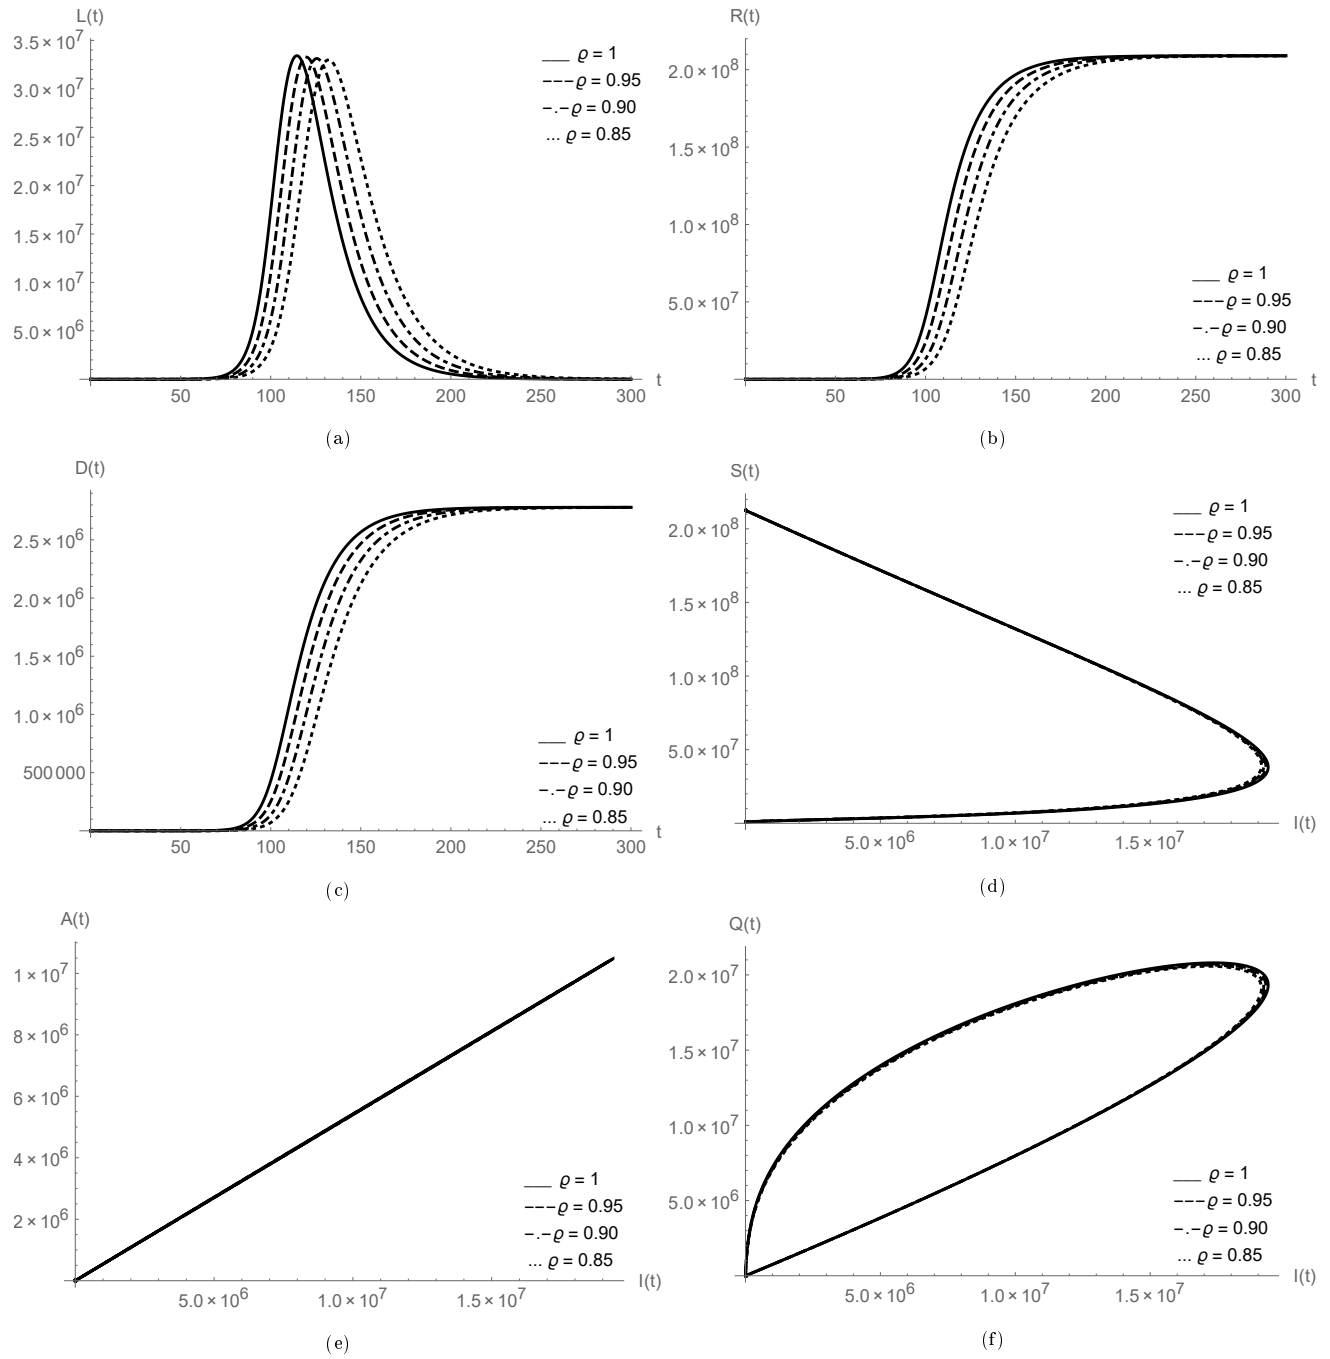 L(t)
3.5 × 10^7
3.0 × 10^7
2.5 × 10^7
2.0 × 10^7
1.5 × 10^7
1.0 × 10^7
5.0 × 10^6
50 100 150 200 250 300 t
___ ϱ = 1
---ϱ = 0.95
-.-ϱ = 0.90
... ϱ = 0.85
(a)
R(t)
2.0 × 10^8
1.5 × 10^8
1.0 × 10^8
5.0 × 10^7
50 100 150 200 250 300 t
___ ϱ = 1
---ϱ = 0.95
-.-ϱ = 0.90
... ϱ = 0.85
(b)
D(t)
2.5 × 10^6
2.0 × 10^6
1.5 × 10^6
1.0 × 10^6
500 000
50 100 150 200 250 300 t
___ ϱ = 1
---ϱ = 0.95
-.-ϱ = 0.90
... ϱ = 0.85
(c)
S(t)
2.0 × 10^8
1.5 × 10^8
1.0 × 10^8
5.0 × 10^7
5.0 × 10^6 1.0 × 10^7 1.5 × 10^7 I(t)
___ ϱ = 1
---ϱ = 0.95
-.-ϱ = 0.90
... ϱ = 0.85
(d)
A(t)
1 × 10^7
8 × 10^6
6 × 10^6
4 × 10^6
2 × 10^6
5.0 × 10^6 1.0 × 10^7 1.5 × 10^7 I(t)
___ ϱ = 1
---ϱ = 0.95
-.-ϱ = 0.90
... ϱ = 0.85
(e)
Q(t)
2.0 × 10^7
1.5 × 10^7
1.0 × 10^7
5.0 × 10^6
5.0 × 10^6 1.0 × 10^7 1.5 × 10^7 I(t)
___ ϱ = 1
---ϱ = 0.95
-.-ϱ = 0.90
... ϱ = 0.85
(f)